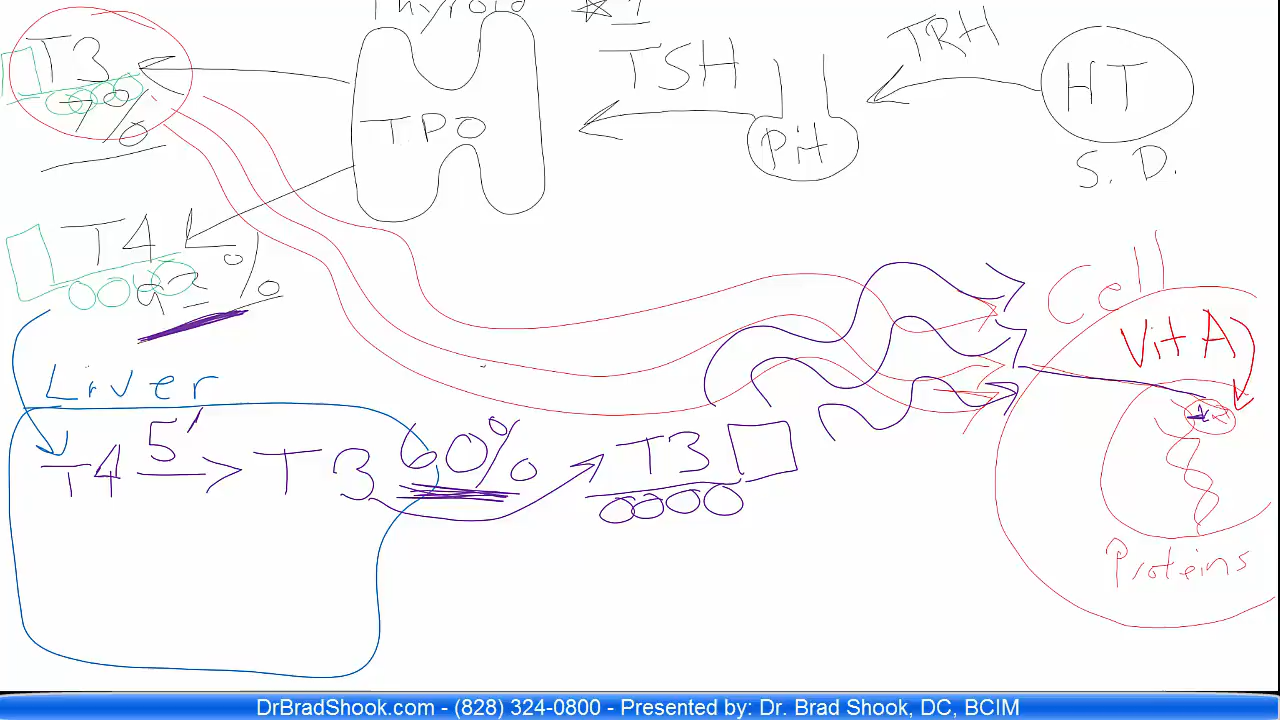 Thyroid #1
TRH
TSH
HT
T3
7%
TPO
Pit
S.D.
T4
93%
Cell
Vit A
Liver
T4 5' T3 60%
T3
Proteins
DrBradShook.com - (828) 324-0800 - Presented by: Dr. Brad Shook, DC, BCIM